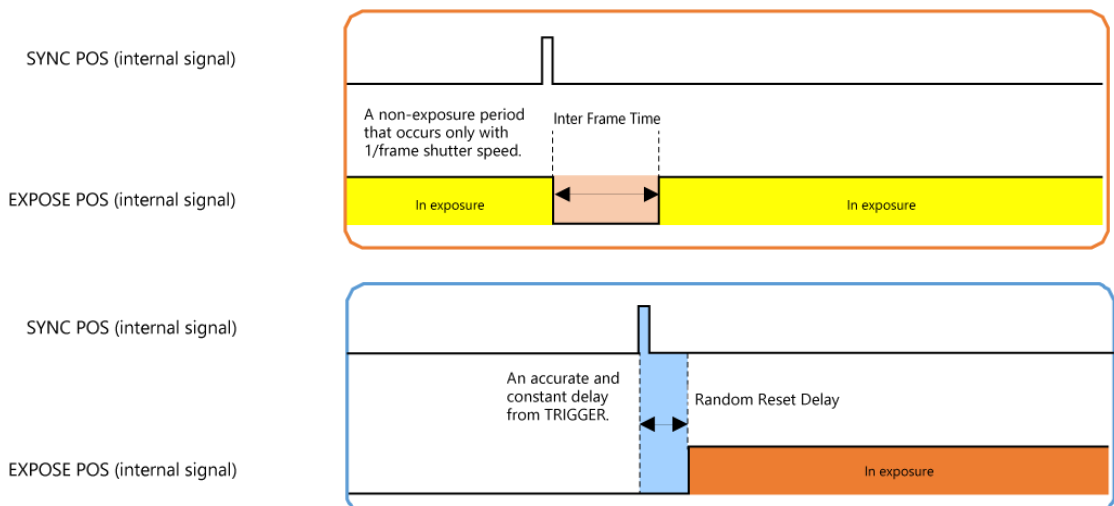 SYNC POS (internal signal)
A non-exposure period
that occurs only with
1/frame shutter speed.
Inter Frame Time
EXPOSE POS (internal signal)
In exposure
In exposure
SYNC POS (internal signal)
An accurate and
constant delay
from TRIGGER.
Random Reset Delay
EXPOSE POS (internal signal)
In exposure